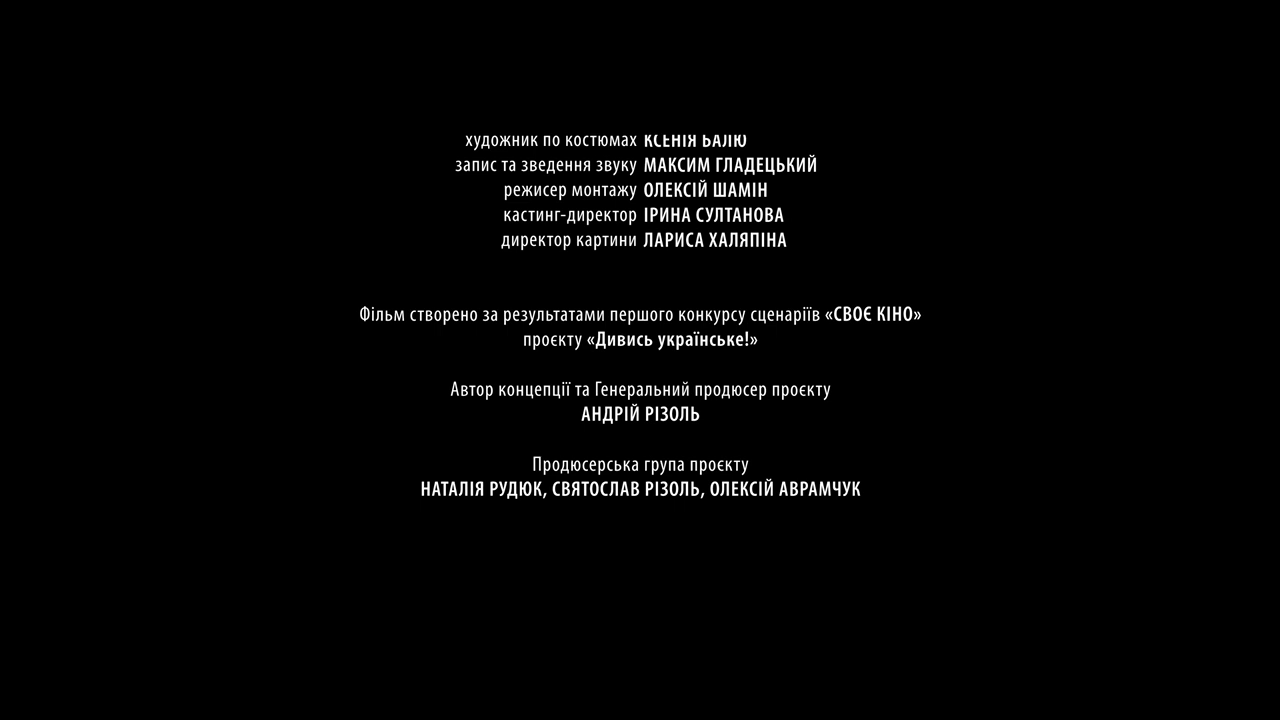 художник по костюмах КСЕНІЯ БАЛЮ
запис та зведення звуку МАКСИМ ГЛАДЕЦЬКИЙ
режисер монтажу ОЛЕКСІЙ ШАМІН
кастинг-директор ІРИНА СУЛТАНОВА
директор картини ЛАРИСА ХАЛЯПІНА
Фільм створено за результатами першого конкурсу сценаріїв «СВОЄ КІНО»
проєкту «Дивись українське!»
Автор концепції та Генеральний продюсер проєкту
АНДРІЙ РІЗОЛЬ
Продюсерська група проєкту
НАТАЛІЯ РУДЮК, СВЯТОСЛАВ РІЗОЛЬ, ОЛЕКСІЙ АВРАМЧУК